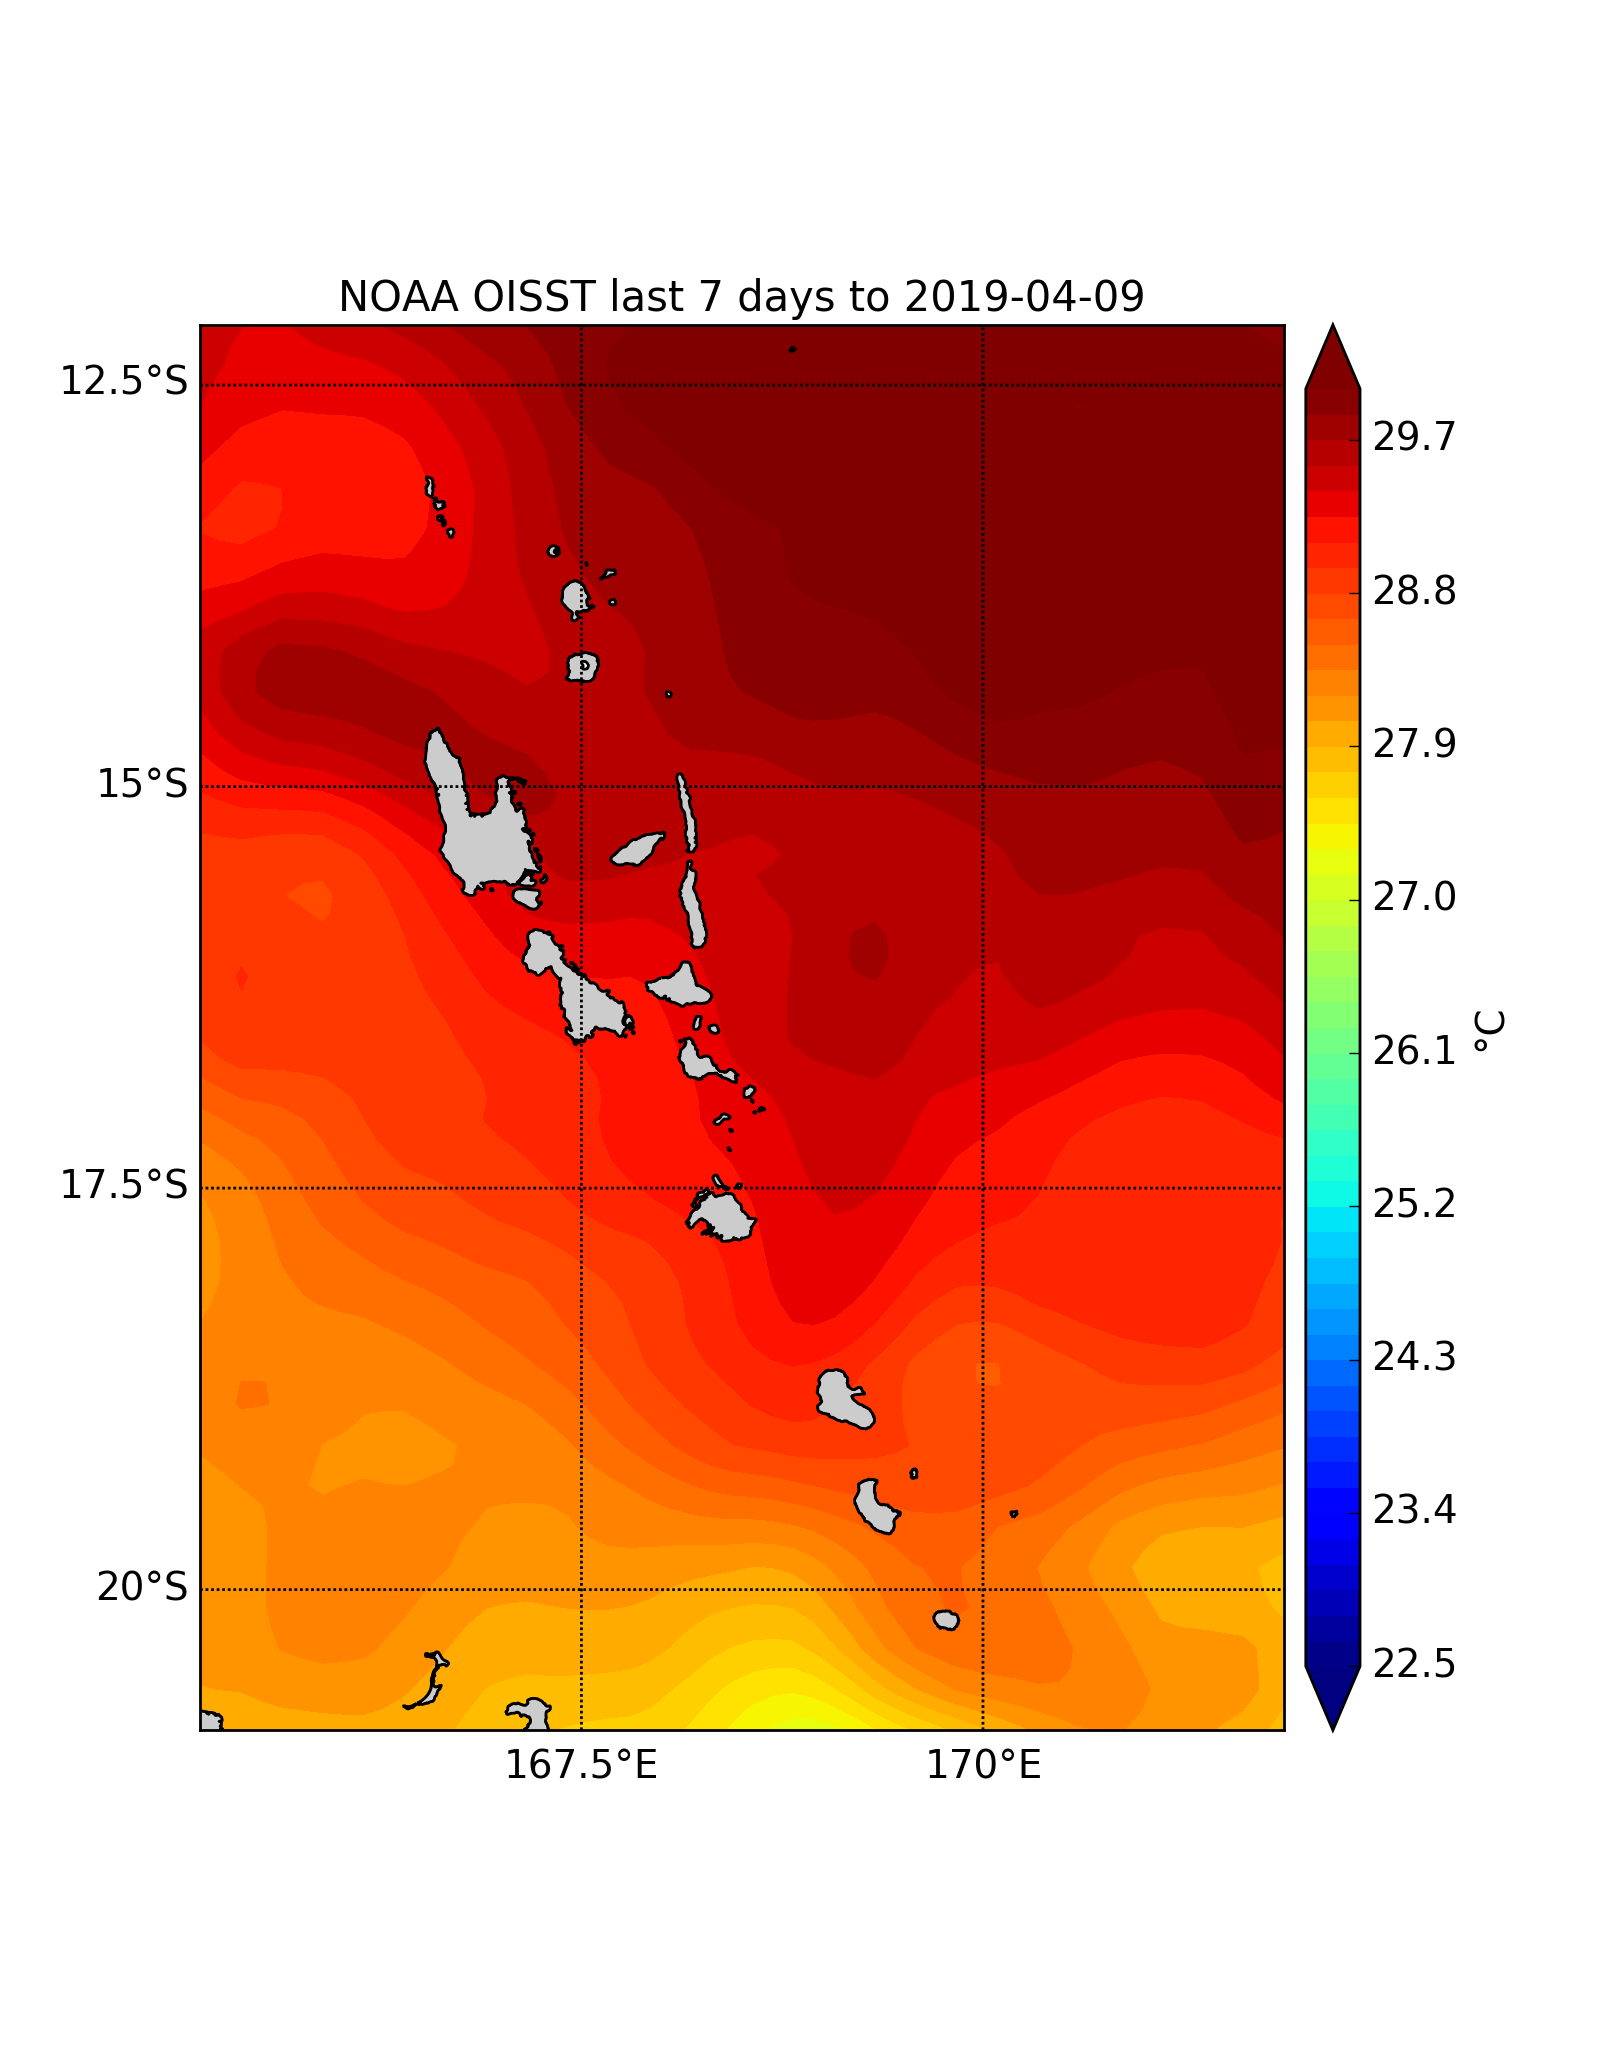 NOAA OISST last 7 days to 2019-04-09
12.5°S
15°S
17.5°S
20°S
167.5°E
170°E
29.7
28.8
27.9
27.0
26.1
25.2
24.3
23.4
22.5
°C